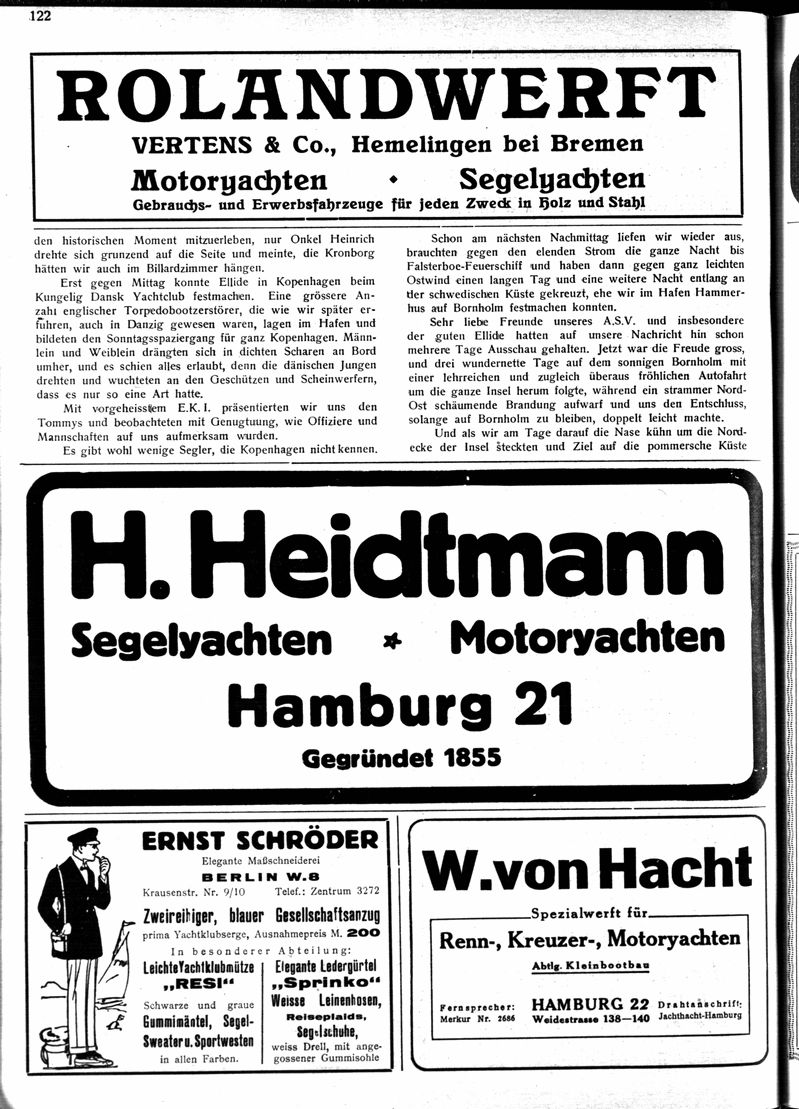 122
ROLANDWERFT
VERTENS & Co., Hemelingen bei Bremen
Motoryachten • Segelyachten
Gebrauchs- und Erwerbsfahrzeuge für jeden Zweck in Holz und Stahl
den historischen Moment mitzuerleben, nur Onkel Heinrich
drehte sich grunzend auf die Seite und meinte, die Kronborg
hätten wir auch im Billardzimmer hängen.
Erst gegen Mittag konnte Ellide in Kopenhagen beim
Kungelig Dansk Yachtclub festmachen. Eine grössere An-
zahl englischer Torpedobootzerstörer, die wie wir später er-
fuhren, auch in Danzig gewesen waren, lagen im Hafen und
bildeten den Sonntagsspaziergang für ganz Kopenhagen. Männ-
lein und Weiblein drängten sich in dichten Scharen an Bord
umher, und es schien alles erlaubt, denn die dänischen Jungen
drehten und wuchteten an den Geschützen und Scheinwerfern,
dass es nur so eine Art hatte.
Mit vorgeheisstem E.K.I. präsentierten wir uns den
Tommys und beobachteten mit Genugtuung, wie Offiziere und
Mannschaften auf uns aufmerksam wurden.
Es gibt wohl wenige Segler, die Kopenhagen nicht kennen.
Schon am nächsten Nachmittag liefen wir wieder aus,
brauchten gegen den elenden Strom die ganze Nacht bis
Falsterboe-Feuerschiff und haben dann gegen ganz leichten
Ostwind einen langen Tag und eine weitere Nacht entlang an
der schwedischen Küste gekreuzt, ehe wir im Hafen Hammer-
hus auf Bornholm festmachen konnten.
Sehr liebe Freunde unseres A.S.V. und insbesondere
der guten Ellide hatten auf unsere Nachricht hin schon
mehrere Tage Ausschau gehalten. Jetzt war die Freude gross,
und drei wundernette Tage auf dem sonnigen Bornholm mit
einer lehrreichen und zugleich überaus fröhlichen Autofahrt
um die ganze Insel herum folgte, während ein strammer Nord-
Ost schäumende Brandung aufwarf und uns den Entschluss,
solange auf Bornholm zu bleiben, doppelt leicht machte.
Und als wir am Tage darauf die Nase kühn um die Nord-
ecke der Insel steckten und Ziel auf die pommersche Küste
H. Heidtmann
Segelyachten * Motoryachten
Hamburg 21
Gegründet 1855
ERNST SCHRÖDER
Elegante Maßschneiderei
BERLIN W.8
Krausenstr. Nr. 9/10 Telef.: Zentrum 3272
Zweireihiger, blauer Gesellschaftsanzug
prima Yachtklubserge, Ausnahmepreis M. 200
In besonderer Abteilung:
Leichte Yachtklubmütze
„RESI“
Schwarze und graue
Gummimäntel, Segel-
Sweater u. Sportwesten
in allen Farben.
Elegante Ledergürtel
„Sprinko“
Weisse Leinenhosen,
Reiseplaids,
Segelschuhe,
weiss Drell, mit ange-
gossener Gummisohle
W. von Hacht
Spezialwerft für
Renn-, Kreuzer-, Motoryachten
Abtlg. Kleinbootbau
Fernsprecher:
Merkur Nr. 2686
HAMBURG 22
Weidestrasse 138—140
Drahtanschrift:
Jachthacht-Hamburg